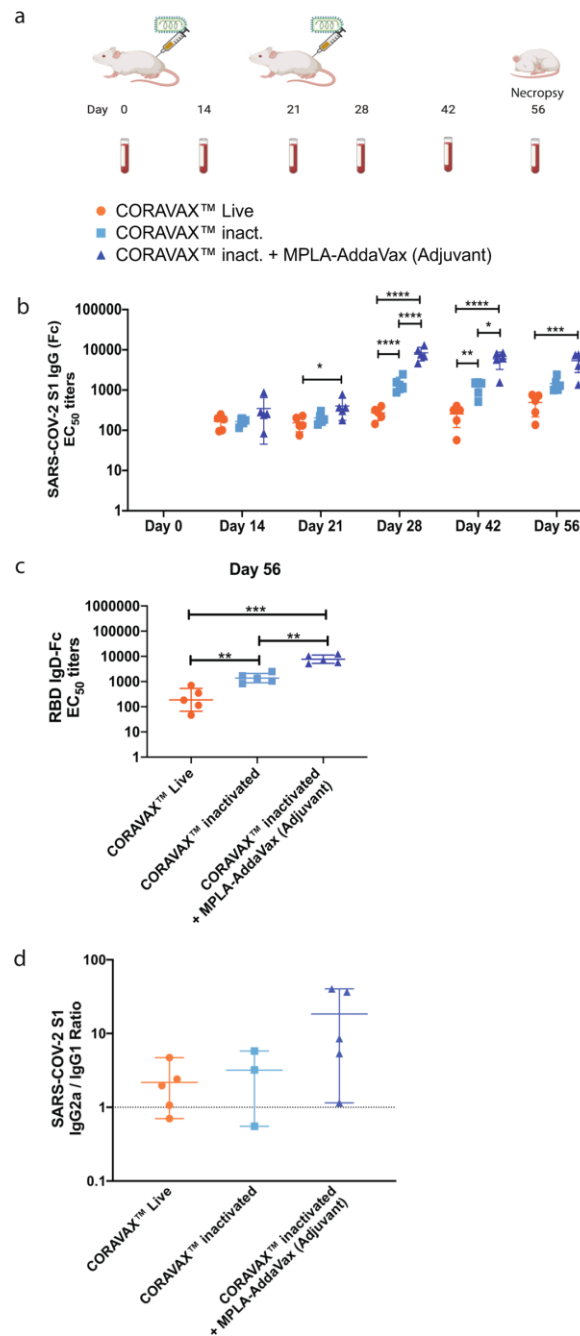 a
Necropsy
Day 0 14 21 28 42 56
CORAVAX™ Live
CORAVAX™ inact.
CORAVAX™ inact. + MPLA-AddaVax (Adjuvant)
b
SARS-COV-2 S1 IgG (Fc)
EC50 titers
100000
10000
1000
100
10
1
* **** **** **** **** ** * ***
Day 0 Day 14 Day 21 Day 28 Day 42 Day 56
c
Day 56
RBD IgD-Fc
EC50 titers
1000000
100000
10000
1000
100
10
1
***
** **
CORAVAX™ Live
CORAVAX™ inactivated
CORAVAX™ inactivated
+ MPLA-AddaVax (Adjuvant)
d
SARS-COV-2 S1
IgG2a / IgG1 Ratio
100
10
1
0.1
CORAVAX™ Live
CORAVAX™ inactivated
CORAVAX™ inactivated
+ MPLA-AddaVax (Adjuvant)